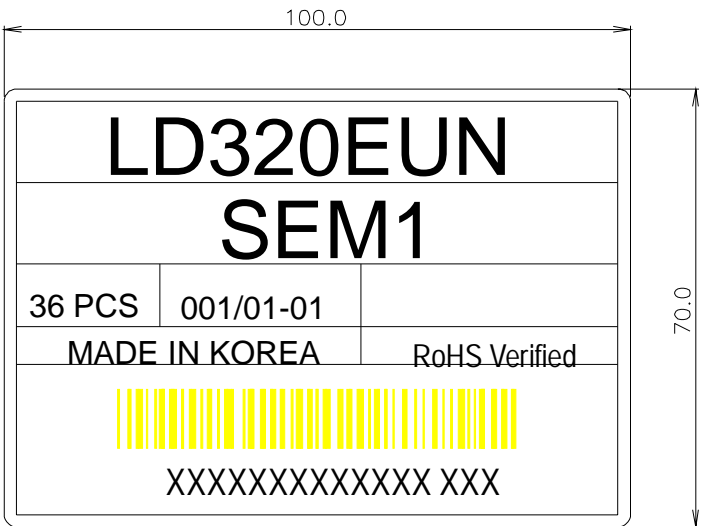 100.0
LD320EUN
SEM1
36 PCS 001/01-01
70.0
MADE IN KOREA RoHS Verified
XXXXXXXXXXXXX XXX